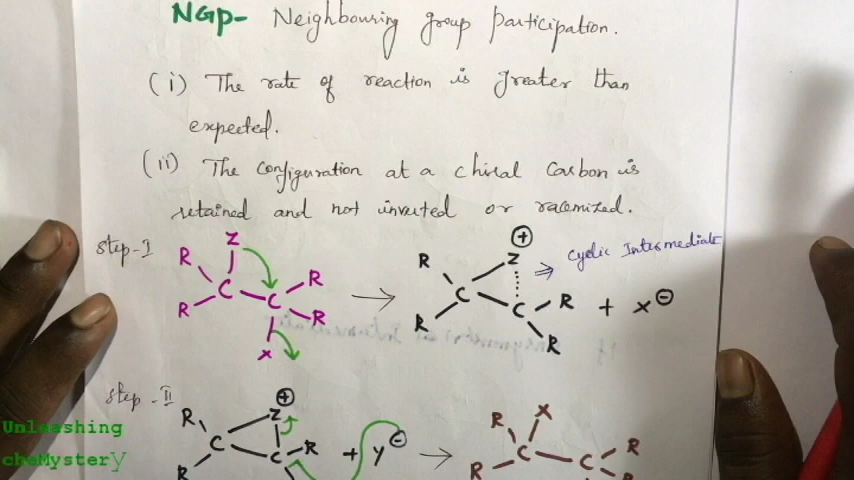 NGP- Neighbouring group participation.
(i) The rate of reaction is greater than
expected.
(ii) The configuration at a chiral carbon is
retained and not inverted or racemized.
step-I
Z
R
R
C
C
R
R
X
R
R
C
⊕
Z
C
R
R
cyclic Intermediate
+ X⊖
step-II
R
R
C
⊕
Z
C
R
+ Y⊖
R
R
C
X
C
R
Unleashing
cheMysterY